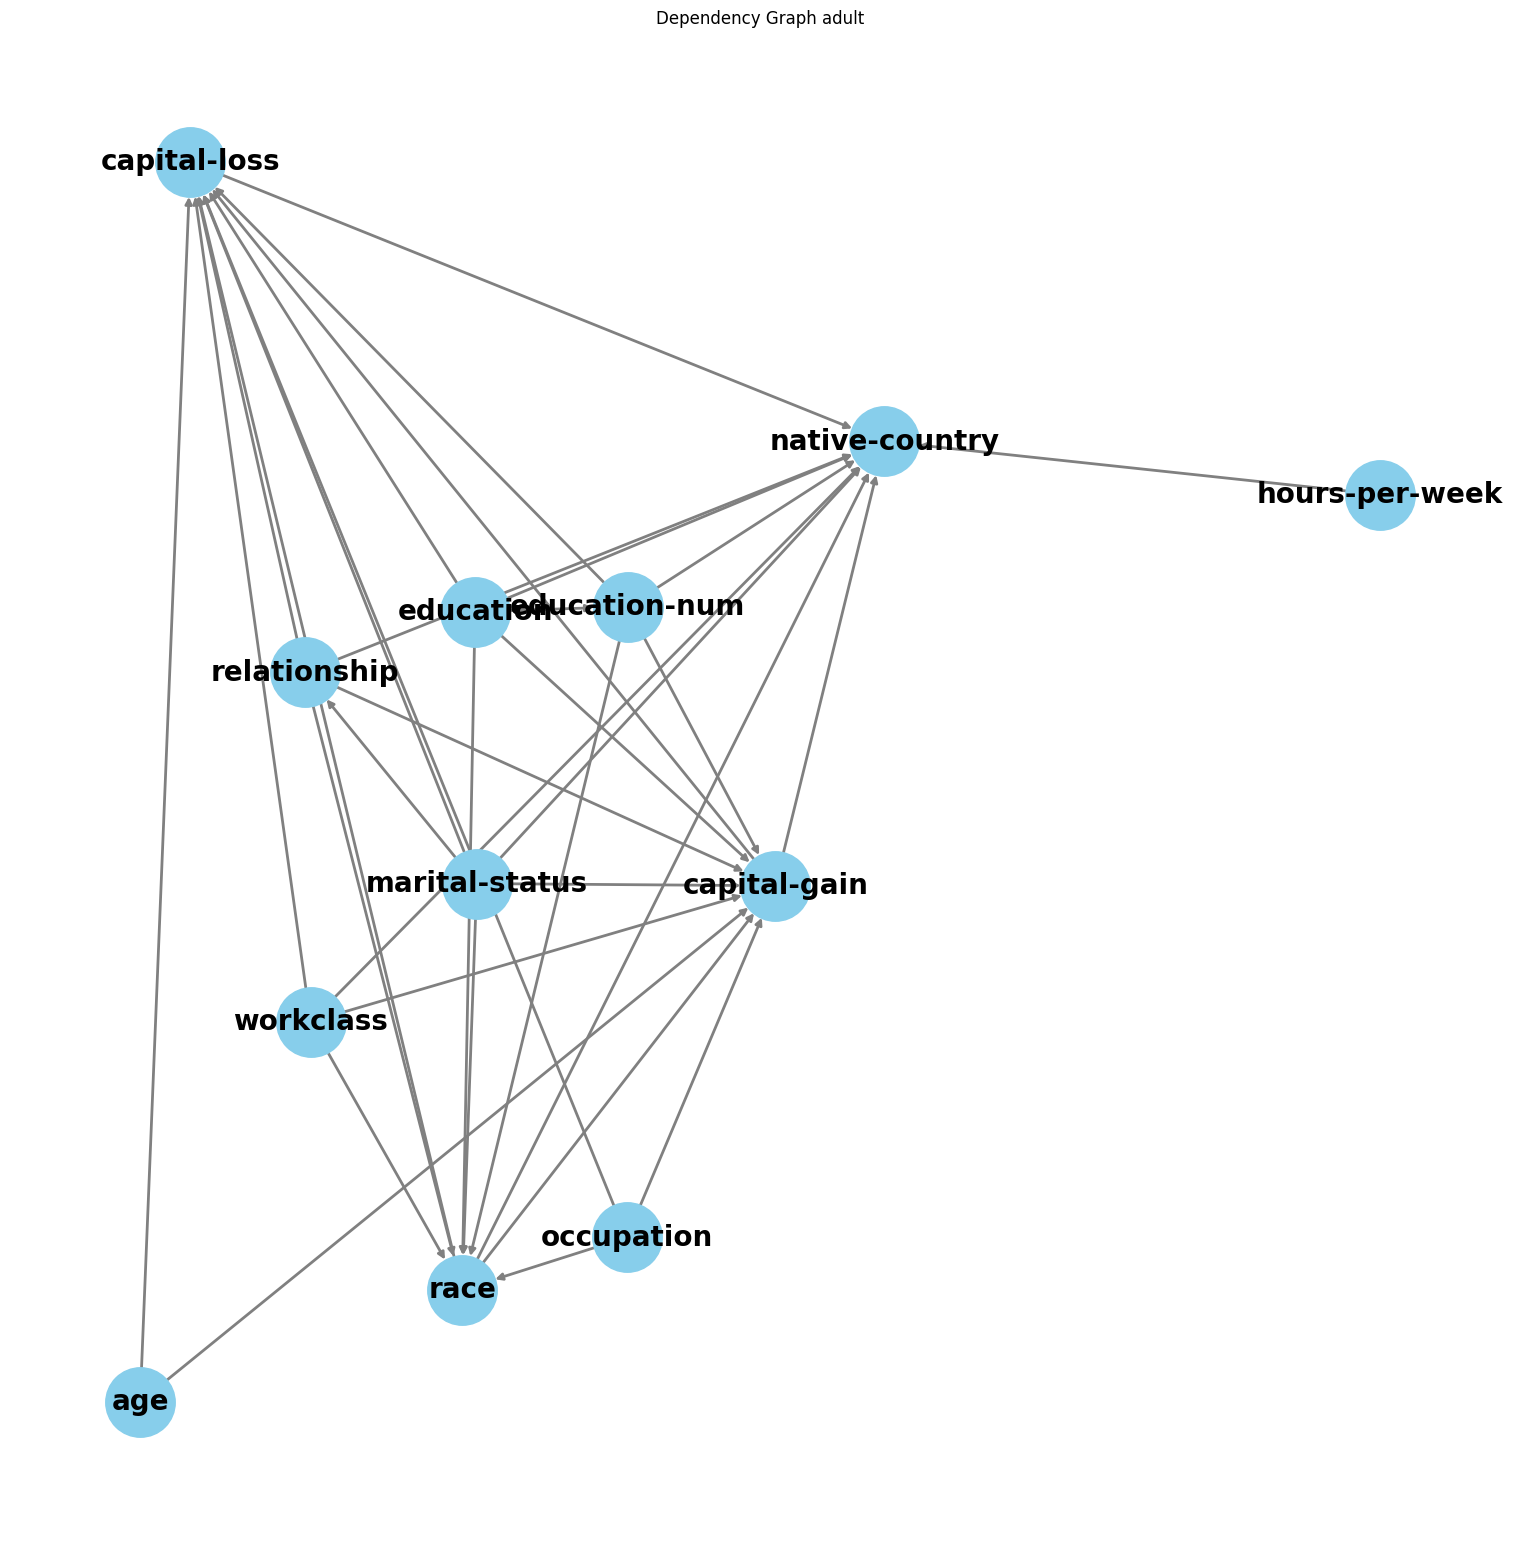 Dependency Graph adult
capital-loss
native-country
hours-per-week
education
education-num
relationship
marital-status
capital-gain
workclass
occupation
race
age